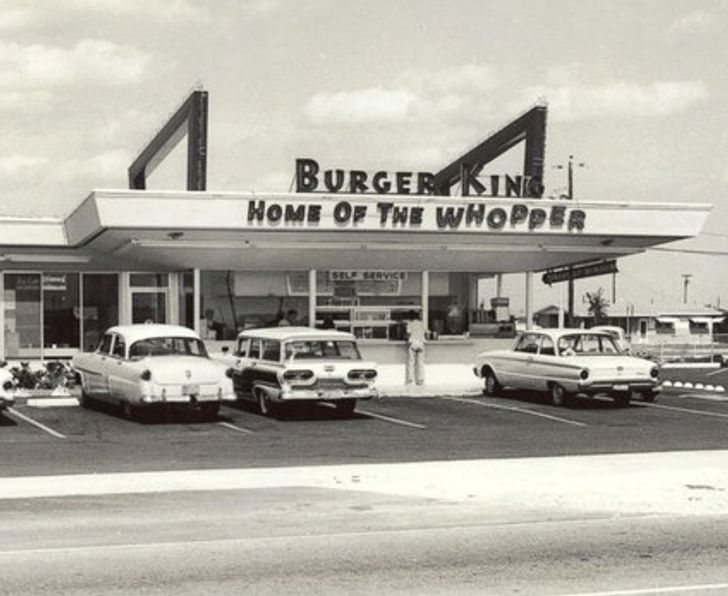 BURGER KING
HOME OF THE WHOPPER
SELF SERVICE